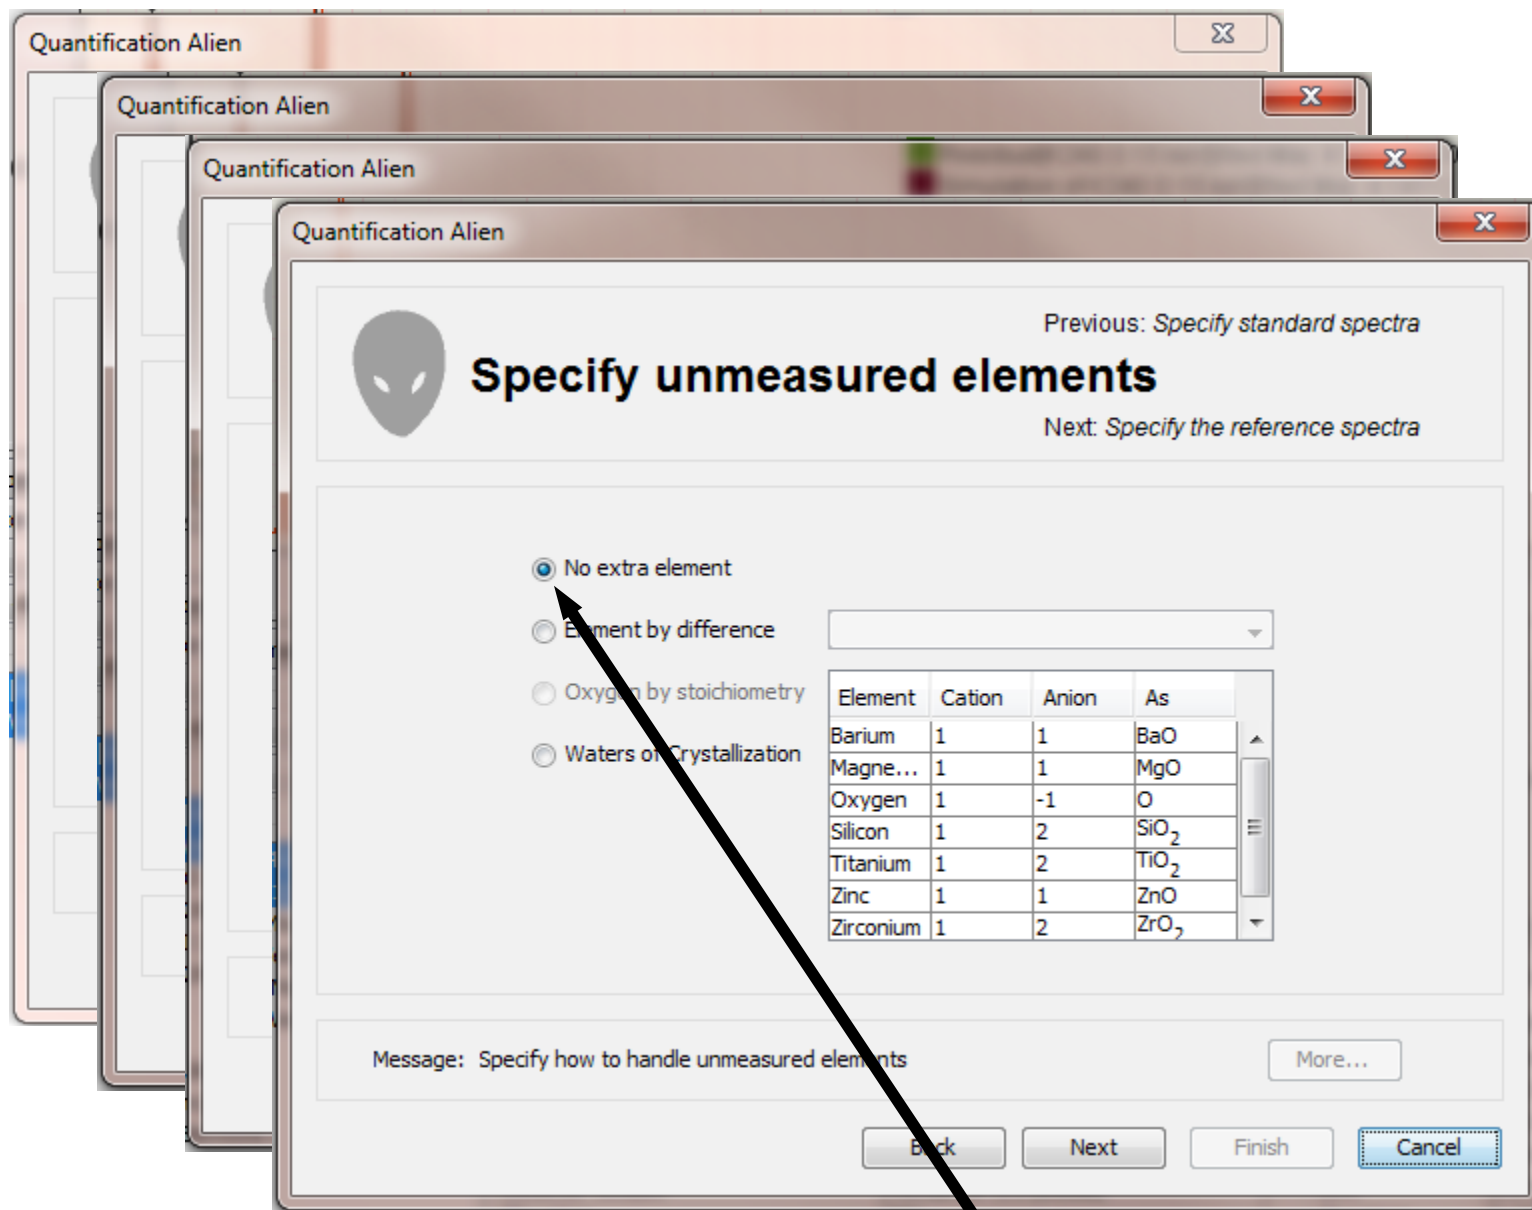 Quantification Alien
Quantification Alien
Quantification Alien
Quantification Alien
Previous: Specify standard spectra
Specify unmeasured elements
Next: Specify the reference spectra
No extra element
Element by difference
Oxygen by stoichiometry
Waters of Crystallization
Element Cation Anion As
Barium 1 1 BaO
Magne... 1 1 MgO
Oxygen 1 -1 O
Silicon 1 2 SiO2
Titanium 1 2 TiO2
Zinc 1 1 ZnO
Zirconium 1 2 ZrO2
Message: Specify how to handle unmeasured elements More...
Back Next Finish Cancel